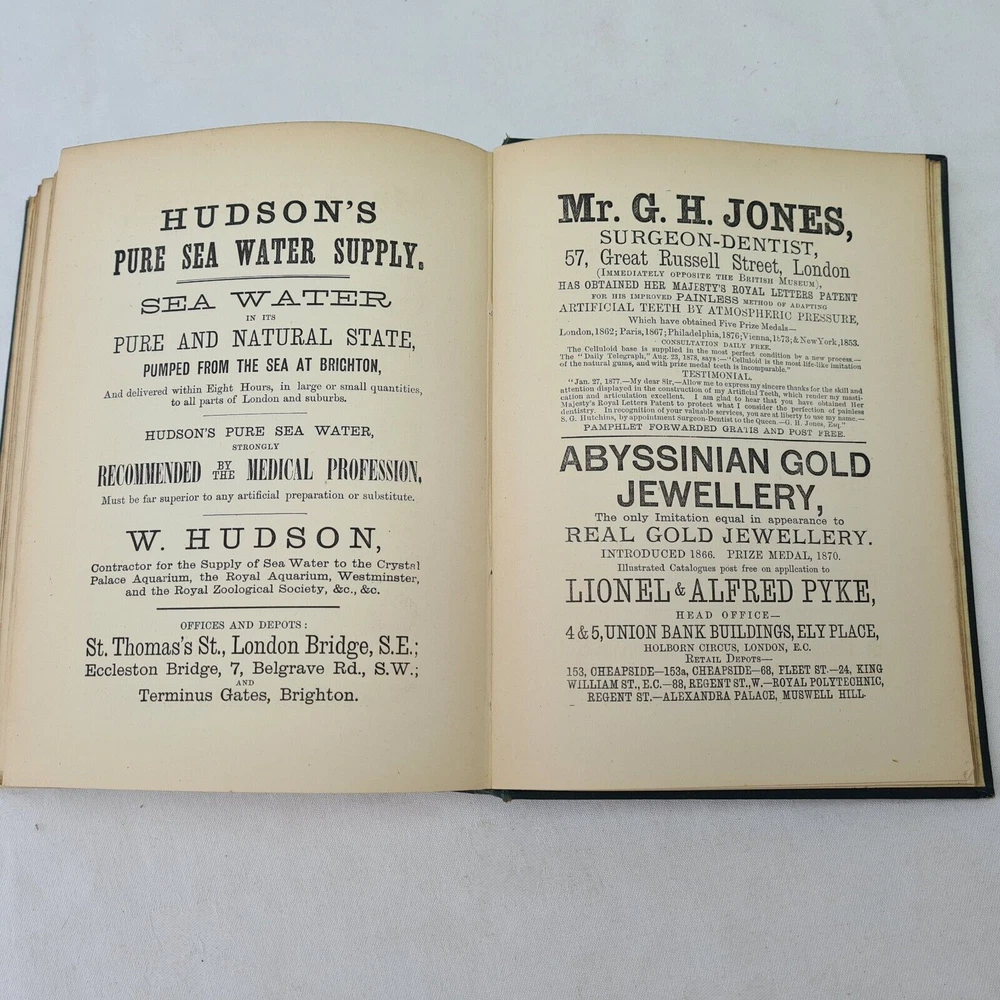 HUDSON'S
PURE SEA WATER SUPPLY.
SEA WATER
IN ITS
PURE AND NATURAL STATE,
PUMPED FROM THE SEA AT BRIGHTON,
And delivered within Eight Hours, in large or small quantities,
to all parts of London and suburbs.
HUDSON'S PURE SEA WATER,
STRONGLY
RECOMMENDED BY THE MEDICAL PROFESSION.
Must be far superior to any artificial preparation or substitute.
W. HUDSON,
Contractor for the Supply of Sea Water to the Crystal
Palace Aquarium, the Royal Aquarium, Westminster,
and the Royal Zoological Society, &c., &c.
OFFICES AND DEPOTS:
St. Thomas's St., London Bridge, S.E.;
Eccleston Bridge, 7, Belgrave Rd., S.W.;
AND
Terminus Gates, Brighton.
Mr. G. H. JONES,
SURGEON-DENTIST,
57, Great Russell Street, London
(IMMEDIATELY OPPOSITE THE BRITISH MUSEUM),
HAS OBTAINED HER MAJESTY'S ROYAL LETTERS PATENT
FOR HIS IMPROVED PAINLESS METHOD OF ADAPTING
ARTIFICIAL TEETH BY ATMOSPHERIC PRESSURE,
Which have obtained Five Prize Medals—
London, 1862; Paris, 1867; Philadelphia, 1876; Vienna, 1873; & New York, 1853.
CONSULTATION DAILY FREE.
The Celluloid base is supplied in the most perfect condition by a new process.—
The "Daily Telegraph," Aug. 23, 1878, says:—"Celluloid is the most life-like imitation
of the natural gums, and with prize medal teeth is incomparable."
TESTIMONIAL.
"Jan. 27, 1877.—My dear Sir,—Allow me to express my sincere thanks for the skill and
attention displayed in the construction of my Artificial Teeth, which render my masti-
cation and articulation excellent. I am glad to hear that you have obtained Her
Majesty's Royal Letters Patent to protect what I consider the perfection of painless
dentistry. In recognition of your valuable services, you are at liberty to use my name.—
S. G. Hutchins, by appointment Surgeon-Dentist to the Queen.—G. H. Jones, Esq."
PAMPHLET FORWARDED GRATIS AND POST FREE.
ABYSSINIAN GOLD
JEWELLERY,
The only Imitation equal in appearance to
REAL GOLD JEWELLERY.
INTRODUCED 1866. PRIZE MEDAL, 1870.
Illustrated Catalogues post free on application to
LIONEL & ALFRED PYKE,
HEAD OFFICE—
4 & 5, UNION BANK BUILDINGS, ELY PLACE,
HOLBORN CIRCUS, LONDON, E.C.
RETAIL DEPOTS—
153, CHEAPSIDE—153a, CHEAPSIDE—68, FLEET ST.—24, KING
WILLIAM ST., E.C.—88, REGENT ST., W.—ROYAL POLYTECHNIC,
REGENT ST.—ALEXANDRA PALACE, MUSWELL HILL.